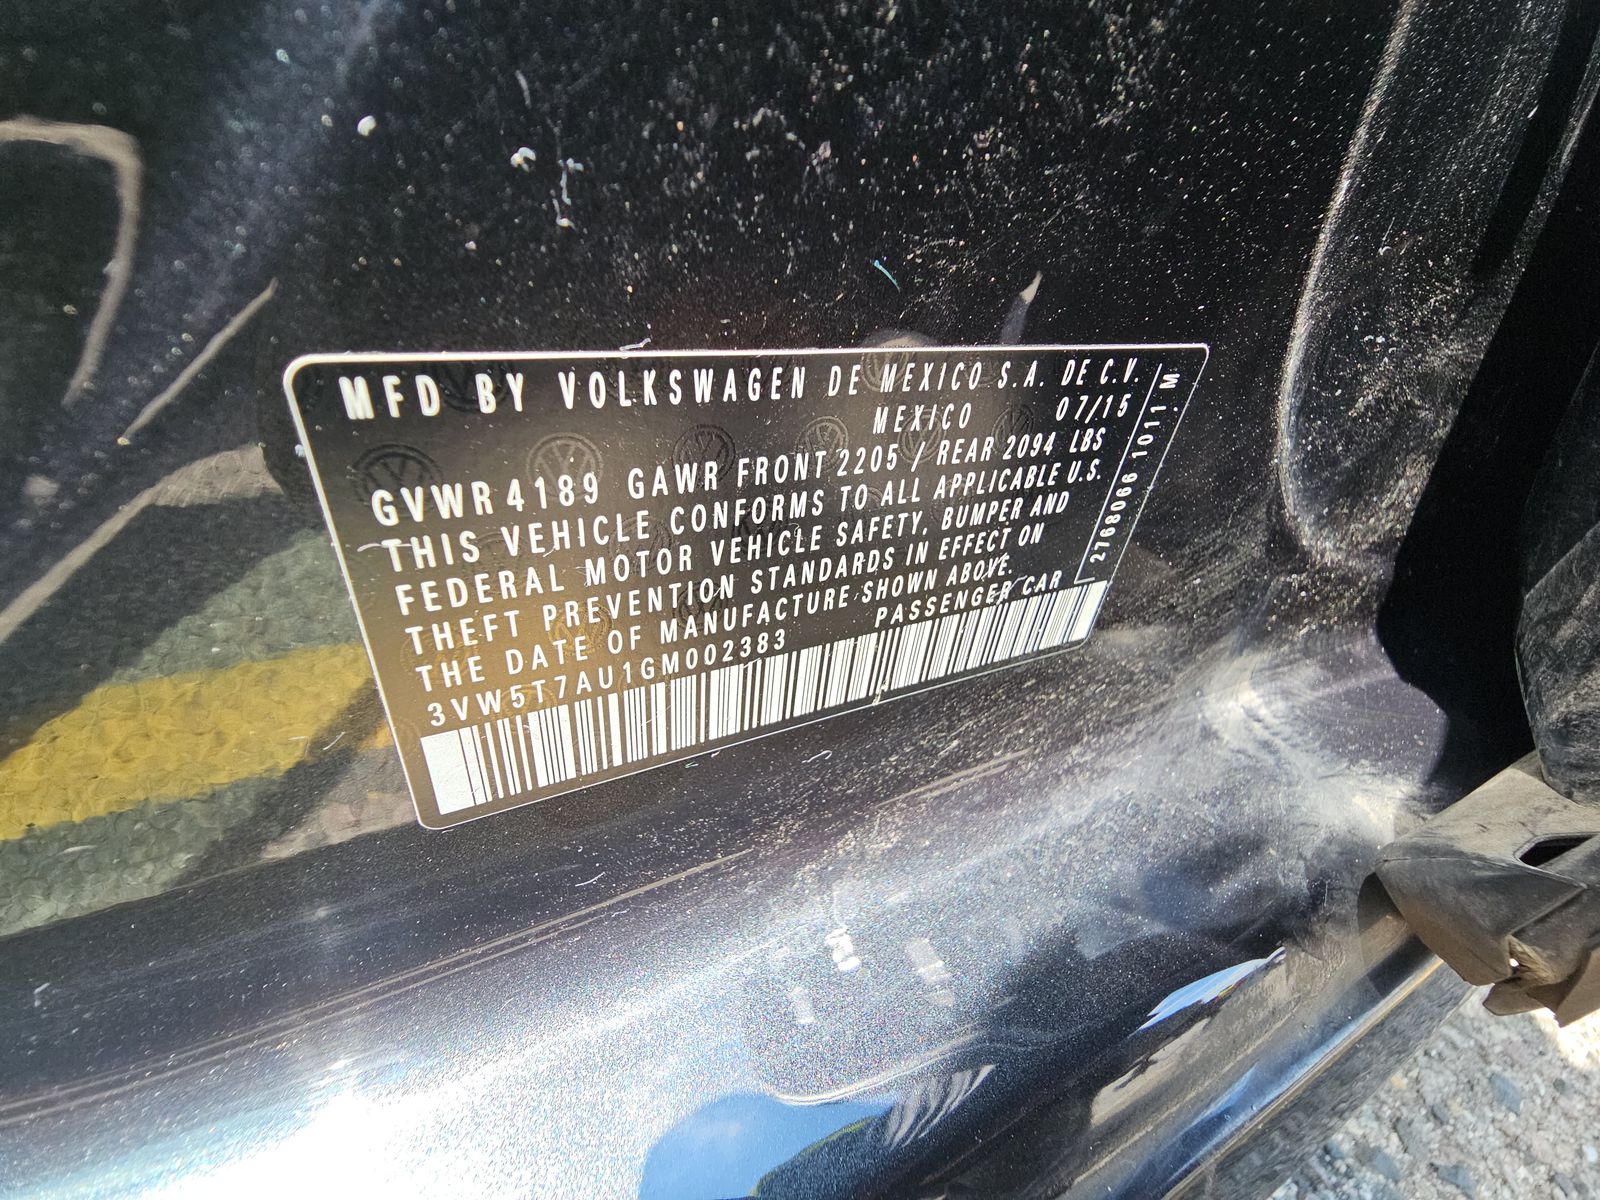 MFD BY VOLKSWAGEN DE MEXICO S.A. DE C.V.
MEXICO 07/15
GVWR 4189 GAWR FRONT 2205 / REAR 2094 LBS
THIS VEHICLE CONFORMS TO ALL APPLICABLE U.S.
FEDERAL MOTOR VEHICLE SAFETY, BUMPER AND
THEFT PREVENTION STANDARDS IN EFFECT ON
THE DATE OF MANUFACTURE SHOWN ABOVE.
3VW5T7AU1GM002383 PASSENGER CAR
2768066 1011 M